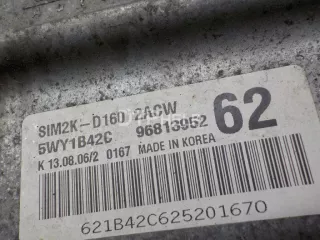 SIM2K-D160 2ACW
5WY1B42C 96813952 62
K 13.08.06/2 0167 MADE IN KOREA
621B42C625201670